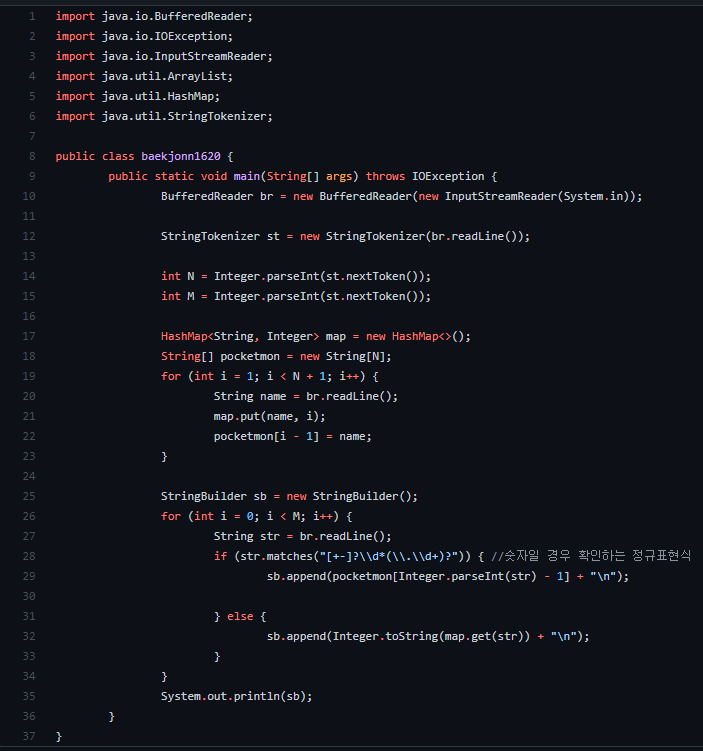 1 import java.io.BufferedReader;
2 import java.io.IOException;
3 import java.io.InputStreamReader;
4 import java.util.ArrayList;
5 import java.util.HashMap;
6 import java.util.StringTokenizer;
7
8 public class baekjonn1620 {
9 public static void main(String[] args) throws IOException {
10 BufferedReader br = new BufferedReader(new InputStreamReader(System.in));
11
12 StringTokenizer st = new StringTokenizer(br.readLine());
13
14 int N = Integer.parseInt(st.nextToken());
15 int M = Integer.parseInt(st.nextToken());
16
17 HashMap<String, Integer> map = new HashMap<>();
18 String[] pocketmon = new String[N];
19 for (int i = 1; i < N + 1; i++) {
20 String name = br.readLine();
21 map.put(name, i);
22 pocketmon[i - 1] = name;
23 }
24
25 StringBuilder sb = new StringBuilder();
26 for (int i = 0; i < M; i++) {
27 String str = br.readLine();
28 if (str.matches("[+-]?\\d*(\\.\\d+)?")) { //숫자일 경우 확인하는 정규표현식
29 sb.append(pocketmon[Integer.parseInt(str) - 1] + "\n");
30
31 } else {
32 sb.append(Integer.toString(map.get(str)) + "\n");
33 }
34 }
35 System.out.println(sb);
36 }
37 }